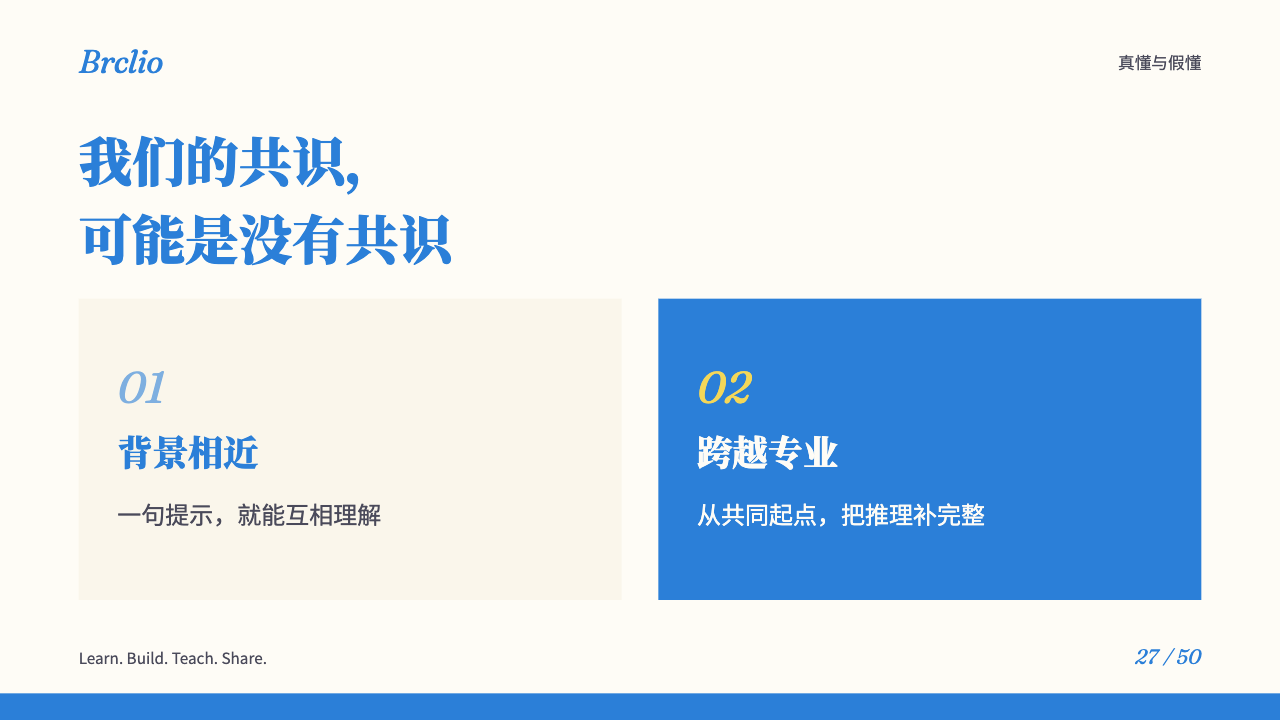 Brclio
真懂与假懂
我们的共识,
可能是没有共识
01
背景相近
一句提示，就能互相理解
02
跨越专业
从共同起点，把推理补完整
Learn. Build. Teach. Share.
27 / 50